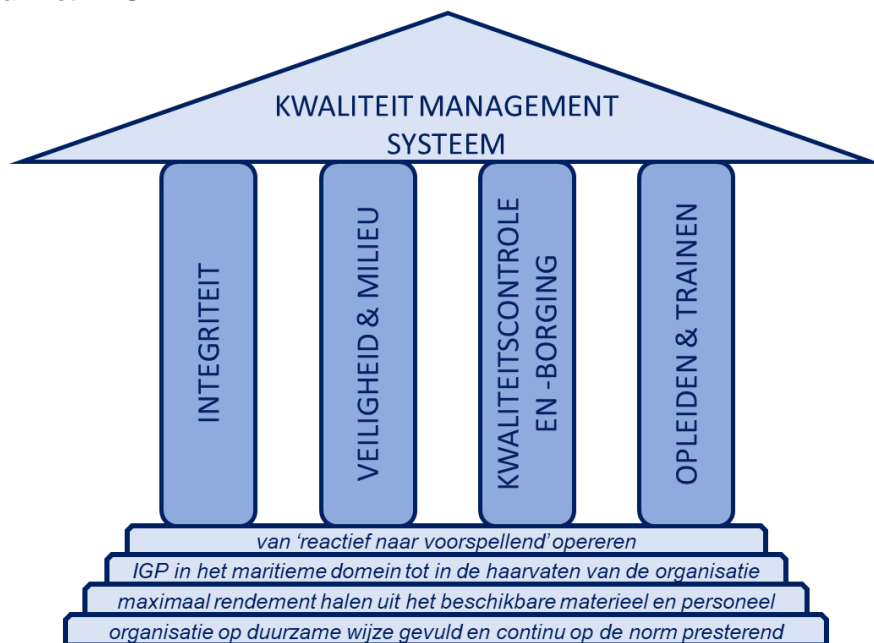 KWALITEIT MANAGEMENT
SYSTEEM
INTEGRITEIT
VEILIGHEID & MILIEU
KWALITEITSCONTROLE
EN -BORGING
OPLEIDEN & TRAINEN
van ‘reactief naar voorspellend’ opereren
IGP in het maritieme domein tot in de haarvaten van de organisatie
maximaal rendement halen uit het beschikbare materieel en personeel
organisatie op duurzame wijze gevuld en continu op de norm presterend